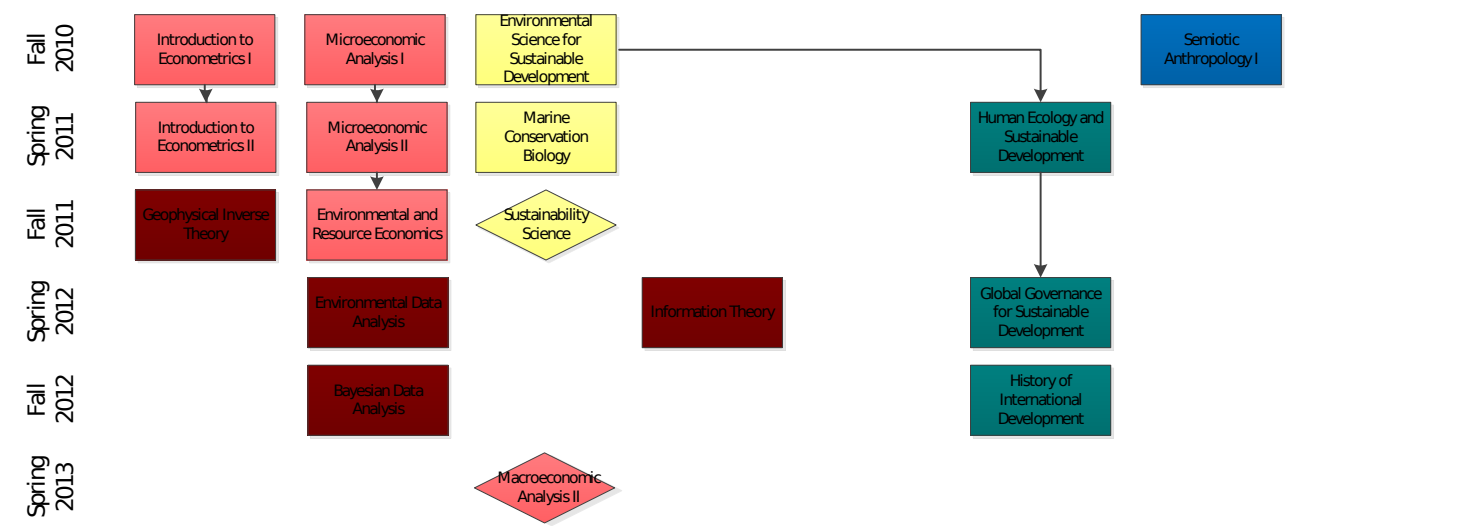 Fall
2010
Introduction to
Econometrics I
Microeconomic
Analysis I
Environmental
Science for
Sustainable
Development
Semiotic
Anthropology I
Spring
2011
Introduction to
Econometrics II
Microeconomic
Analysis II
Marine
Conservation
Biology
Human Ecology and
Sustainable
Development
Fall
2011
Geophysical Inverse
Theory
Environmental and
Resource Economics
Sustainability
Science
Spring
2012
Environmental Data
Analysis
Information Theory
Global Governance
for Sustainable
Development
Fall
2012
Bayesian Data
Analysis
History of
International
Development
Spring
2013
Macroeconomic
Analysis II